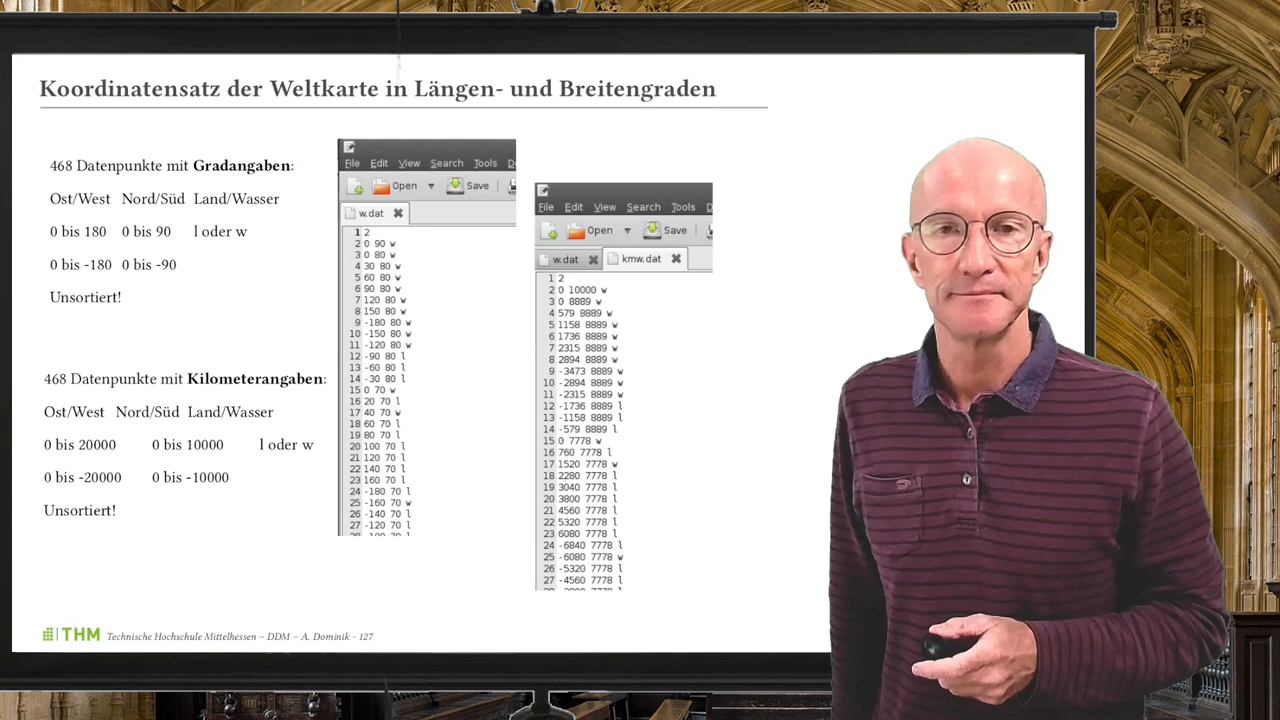 Koordinatensatz der Weltkarte in Längen- und Breitengraden
468 Datenpunkte mit Gradangaben:
Ost/West Nord/Süd Land/Wasser
0 bis 180 0 bis 90 l oder w
0 bis -180 0 bis -90
Unsortiert!
468 Datenpunkte mit Kilometerangaben:
Ost/West Nord/Süd Land/Wasser
0 bis 20000 0 bis 10000 l oder w
0 bis -20000 0 bis -10000
Unsortiert!
File Edit View Search Tools D
Open Save
w.dat
1 2
2 0 90 w
3 0 80 w
4 30 80 w
5 60 80 w
6 90 80 w
7 120 80 w
8 150 80 w
9 -180 80 w
10 -150 80 w
11 -120 80 w
12 -90 80 l
13 -60 80 l
14 -30 80 l
15 0 70 w
16 20 70 l
17 40 70 w
18 60 70 l
19 80 70 l
20 100 70 l
21 120 70 l
22 140 70 l
23 160 70 l
24 -180 70 l
25 -160 70 w
26 -140 70 l
27 -120 70 l
File Edit View Search Tools D
Open Save
w.dat kmw.dat
1 2
2 0 10000 w
3 0 8889 w
4 579 8889 w
5 1158 8889 w
6 1736 8889 w
7 2315 8889 w
8 2894 8889 w
9 -3473 8889 w
10 -2894 8889 w
11 -2315 8889 w
12 -1736 8889 l
13 -1158 8889 l
14 -579 8889 l
15 0 7778 w
16 760 7778 l
17 1520 7778 w
18 2280 7778 l
19 3040 7778 l
20 3800 7778 l
21 4560 7778 l
22 5320 7778 l
23 6080 7778 l
24 -6840 7778 l
25 -6080 7778 w
26 -5320 7778 l
27 -4560 7778 l
THM Technische Hochschule Mittelhessen – DDM – A. Dominik - 127